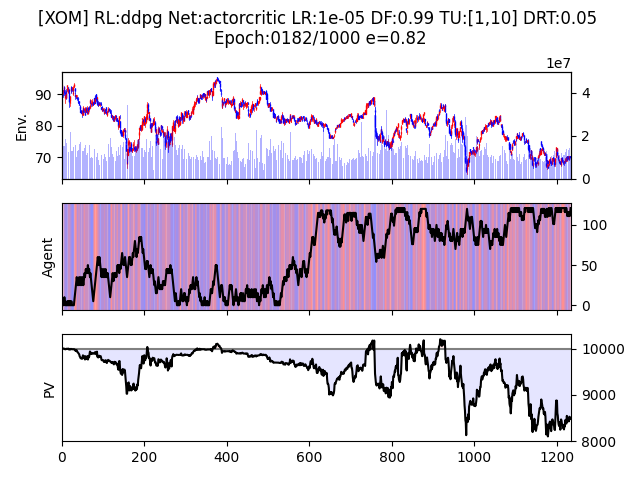 [XOM] RL:ddpg Net:actorcritic LR:1e-05 DF:0.99 TU:[1,10] DRT:0.05
Epoch:0182/1000 e=0.82
1e7
Env.
90
80
70
4
2
0
Agent
100
50
0
PV
10000
9000
8000
0 200 400 600 800 1000 1200